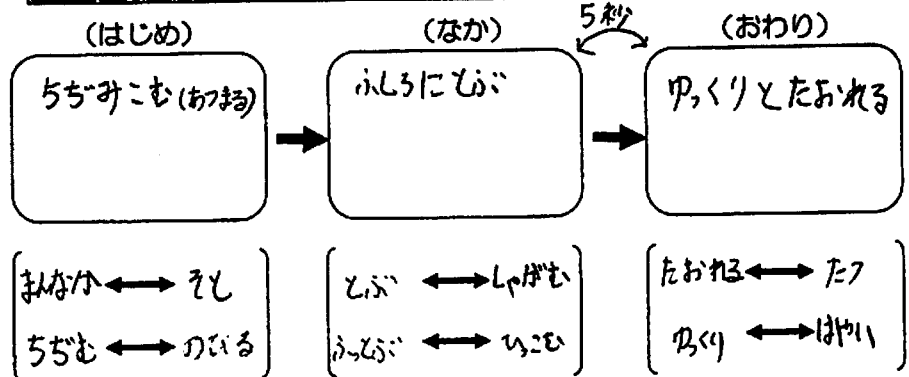 (はじめ)
(なか)
5秒
(おわり)
ちぢみこむ(あつまる)
うしろにとぶ
ゆっくりとたおれる
まんなか ↔ そと
ちぢむ ↔ のびる
とぶ ↔ しゃがむ
ふっとぶ ↔ ひっこむ
たおれる ↔ たつ
ゆっくり ↔ はやい